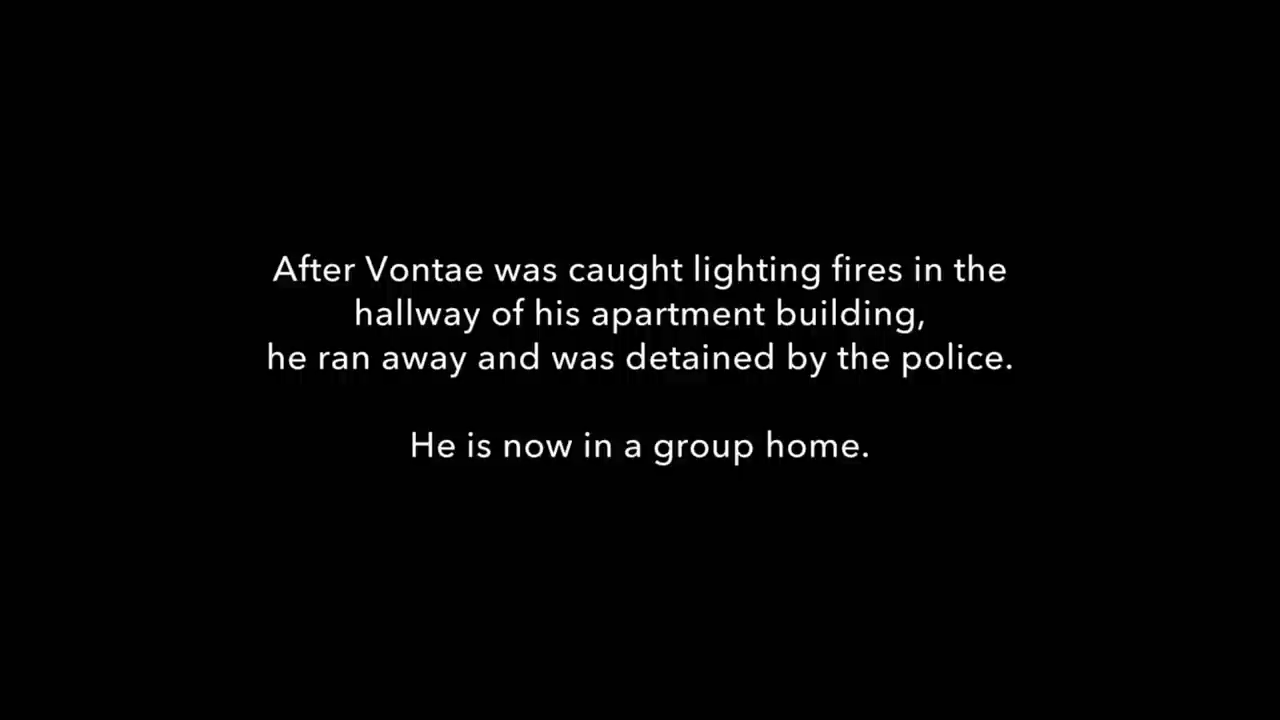 After Vontae was caught lighting fires in the
hallway of his apartment building,
he ran away and was detained by the police.
He is now in a group home.